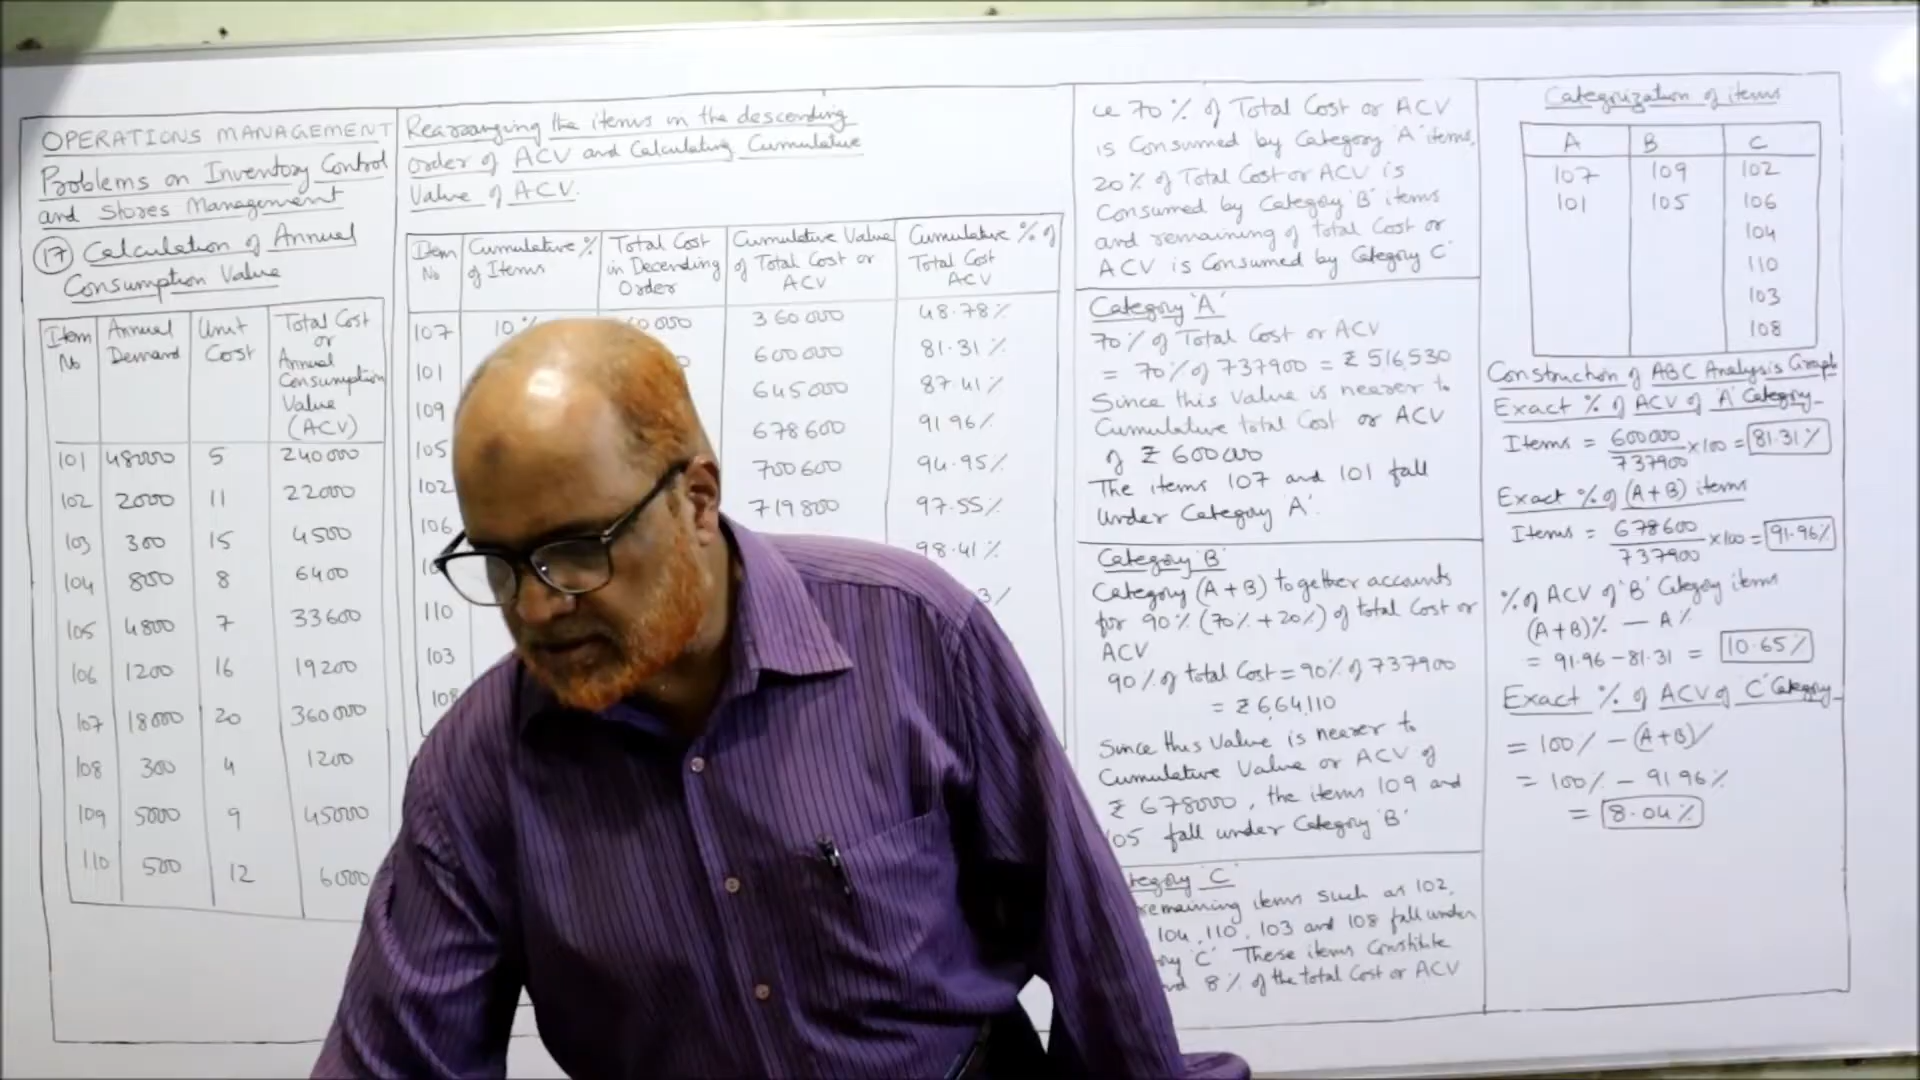 OPERATIONS MANAGEMENT
Problems on Inventory Control
and Stores Management
17 Calculation of Annual
Consumption Value
Item No | Annual Demand | Unit Cost | Total Cost or Annual Consumption Value (ACV)
101 48000 5 240000
102 2000 11 22000
103 300 15 4500
104 800 8 6400
105 4800 7 33600
106 1200 16 19200
107 18000 20 360000
108 300 4 1200
109 5000 9 45000
110 500 12 6000
Rearranging the items in the descending
order of ACV and Calculating Cumulative
Value of ACV.
Item No | Cumulative % of Items | Total Cost in Decending Order | Cumulative Value of Total Cost or ACV | Cumulative % of Total Cost ACV
107 10% 60000 360000 48.78%
101 600000 81.31%
109 645000 87.41%
105 678600 91.96%
102 700600 94.95%
106 719800 97.55%
98.41%
110
103
108
ie 70% of Total Cost or ACV
is Consumed by Category 'A' items,
20% of Total Cost or ACV is
Consumed by Category 'B' items
and remaining of total Cost or
ACV is Consumed by Category 'C'
Category 'A'
70% of Total Cost or ACV
= 70% of 737900 = ₹ 516,530
Since this Value is nearer to
Cumulative total Cost or ACV
of ₹ 600000
The items 107 and 101 fall
under Category 'A'.
Category 'B'
Category (A + B) together accounts
for 90% (70% + 20%) of total Cost or
ACV
90% of total Cost = 90% of 737900
= ₹ 6,64,110
Since this Value is nearer to
Cumulative Value or ACV of
₹ 678000, the items 109 and
105 fall under Category 'B'
tegory 'C'
remaining items such as 102,
104, 110, 103 and 108 fall under
ry 'C' These items Constitute
nd 8% of the total Cost or ACV
Categorization of items
A B C
107 109 102
101 105 106
104
110
103
108
Construction of ABC Analysis Graph
Exact % of ACV of 'A' Category
Items = 600000/737900 x100 = 81.31%
Exact % of (A+B) items
Items = 678600/737900 x100 = 91.96%
% of ACV of 'B' Category items
(A+B)% — A%
= 91.96 – 81.31 = 10.65%
Exact % of ACV of 'C' Category
= 100% – (A+B)%
= 100% – 91.96%
= 8.04%